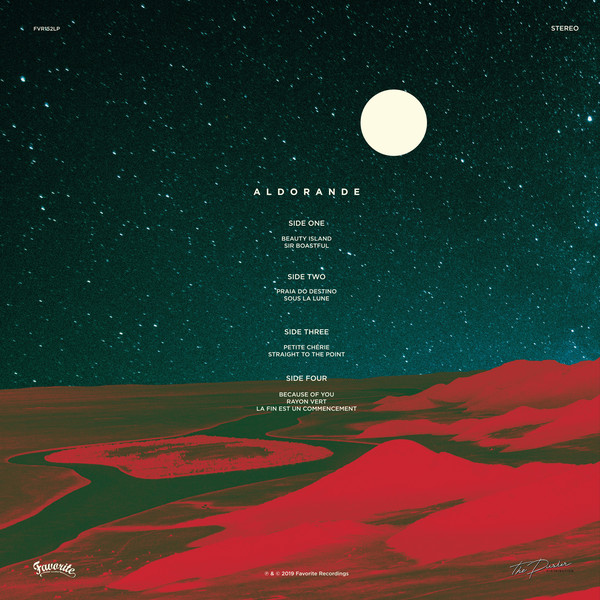 FVR152LP
STEREO
ALDORANDE
SIDE ONE
BEAUTY ISLAND
SIR BOASTFUL
SIDE TWO
PRAIA DO DESTINO
SOUS LA LUNE
SIDE THREE
PETITE CHÉRIE
STRAIGHT TO THE POINT
SIDE FOUR
BECAUSE OF YOU
RAYON VERT
LA FIN EST UN COMMENCEMENT
Favorite
℗ & © 2019 Favorite Recordings